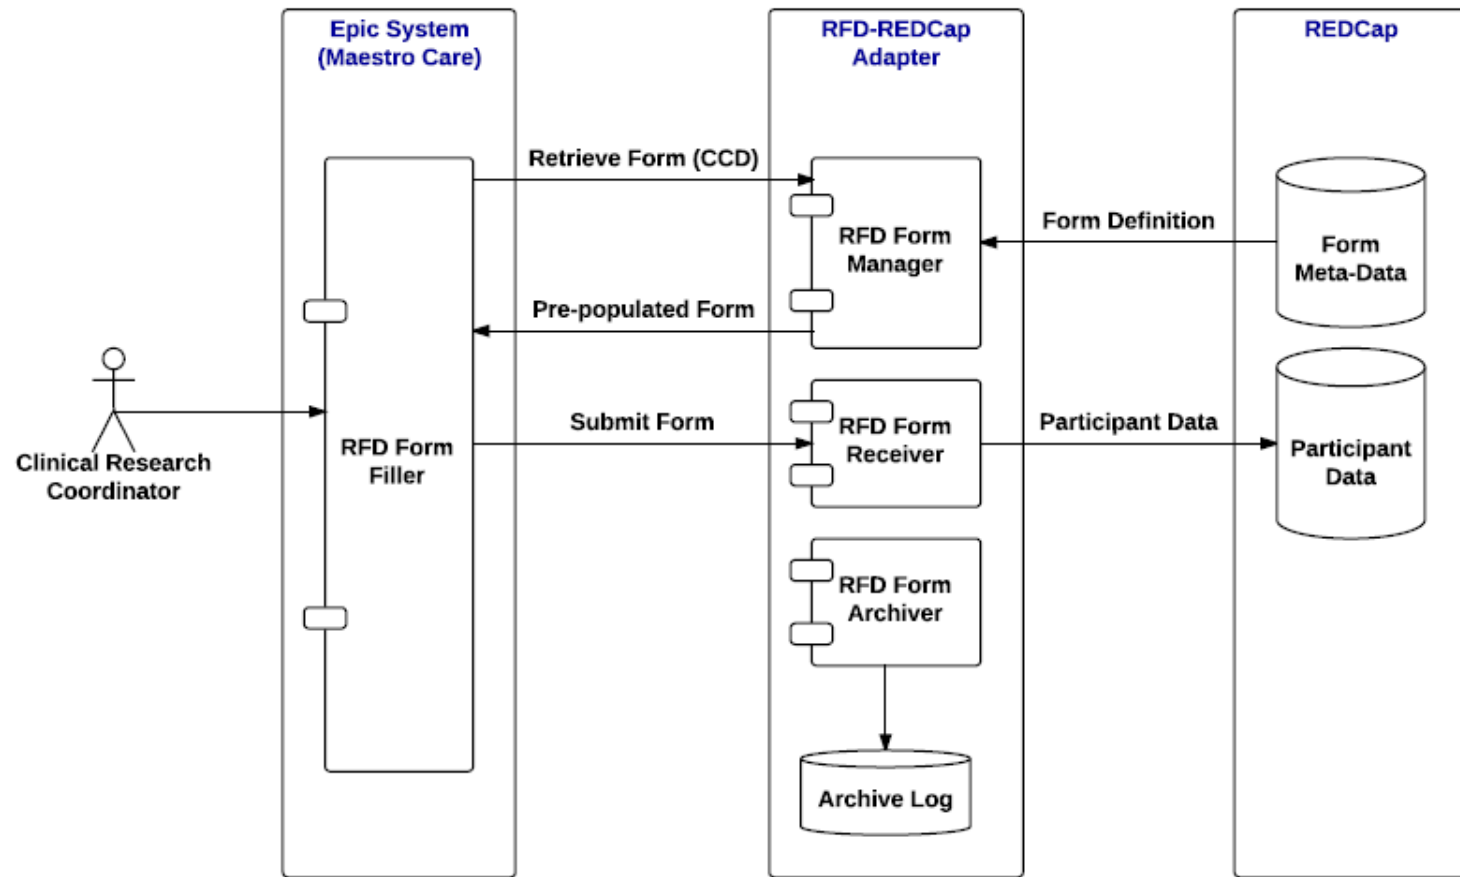 Epic System
(Maestro Care)
RFD-REDCap
Adapter
REDCap
Retrieve Form (CCD)
RFD Form
Manager
Form Definition
Form
Meta-Data
Pre-populated Form
Clinical Research
Coordinator
RFD Form
Filler
Submit Form
RFD Form
Receiver
Participant Data
Participant
Data
RFD Form
Archiver
Archive Log